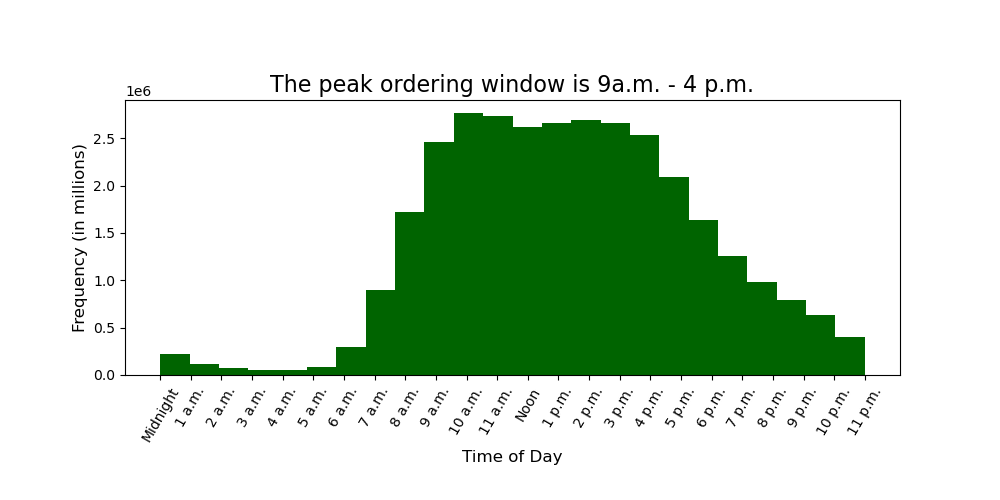 The peak ordering window is 9a.m. - 4 p.m.
1e6
Frequency (in millions)
2.5
2.0
1.5
1.0
0.5
0.0
Midnight
1 a.m.
2 a.m.
3 a.m.
4 a.m.
5 a.m.
6 a.m.
7 a.m.
8 a.m.
9 a.m.
10 a.m.
11 a.m.
Noon
1 p.m.
2 p.m.
3 p.m.
4 p.m.
5 p.m.
6 p.m.
7 p.m.
8 p.m.
9 p.m.
10 p.m.
11 p.m.
Time of Day